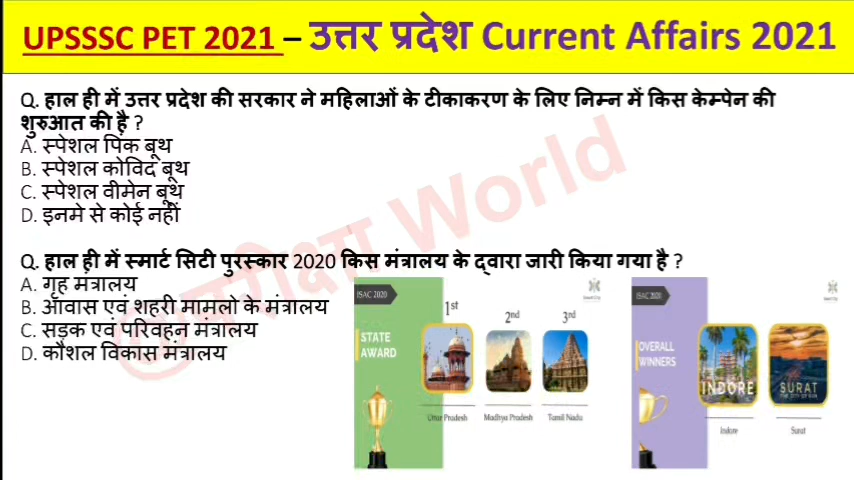 UPSSSC PET 2021 – उत्तर प्रदेश Current Affairs 2021
Q. हाल ही में उत्तर प्रदेश की सरकार ने महिलाओं के टीकाकरण के लिए निम्न में किस केम्पेन की
शुरुआत की है ?
A. स्पेशल पिंक बूथ
B. स्पेशल कोविद बूथ
C. स्पेशल वीमेन बूथ
D. इनमे से कोई नहीं
Q. हाल ही में स्मार्ट सिटी पुरस्कार 2020 किस मंत्रालय के द्वारा जारी किया गया है ?
A. गृह मंत्रालय
B. आवास एवं शहरी मामलो के मंत्रालय
C. सड़क एवं परिवहन मंत्रालय
D. कौशल विकास मंत्रालय
World
ISAC 2020
STATE
AWARD
1st
2nd
3rd
Uttar Pradesh
Madhya Pradesh
Tamil Nadu
ISAC 2020
OVERALL
WINNERS
INDORE
SURAT
Indore
Surat